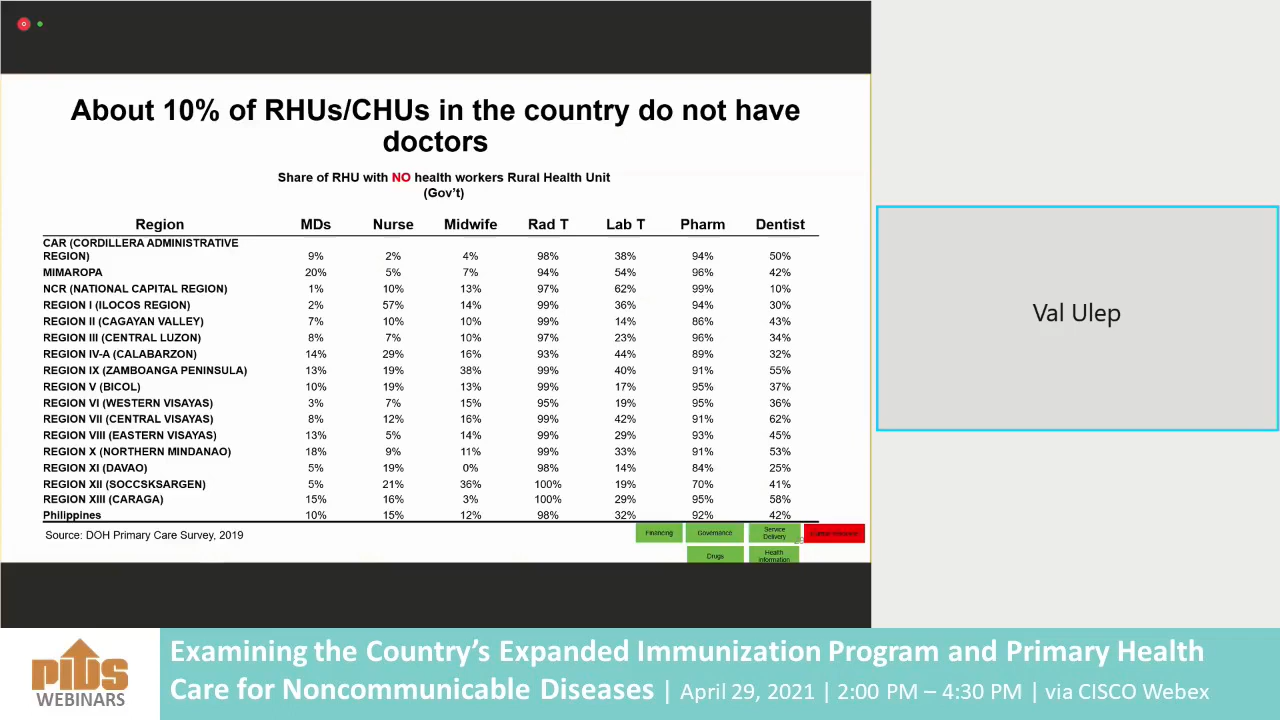 About 10% of RHUs/CHUs in the country do not have
doctors
Share of RHU with NO health workers Rural Health Unit
(Gov't)
Region MDs Nurse Midwife Rad T Lab T Pharm Dentist
CAR (CORDILLERA ADMINISTRATIVE
REGION) 9% 2% 4% 98% 38% 94% 50%
MIMAROPA 20% 5% 7% 94% 54% 96% 42%
NCR (NATIONAL CAPITAL REGION) 1% 10% 13% 97% 62% 99% 10%
REGION I (ILOCOS REGION) 2% 57% 14% 99% 36% 94% 30%
REGION II (CAGAYAN VALLEY) 7% 10% 10% 99% 14% 86% 43%
REGION III (CENTRAL LUZON) 8% 7% 10% 97% 23% 96% 34%
REGION IV-A (CALABARZON) 14% 29% 16% 93% 44% 89% 32%
REGION IX (ZAMBOANGA PENINSULA) 13% 19% 38% 99% 40% 91% 55%
REGION V (BICOL) 10% 19% 13% 99% 17% 95% 37%
REGION VI (WESTERN VISAYAS) 3% 7% 15% 95% 19% 95% 36%
REGION VII (CENTRAL VISAYAS) 8% 12% 16% 99% 42% 91% 62%
REGION VIII (EASTERN VISAYAS) 13% 5% 14% 99% 29% 93% 45%
REGION X (NORTHERN MINDANAO) 18% 9% 11% 99% 33% 91% 53%
REGION XI (DAVAO) 5% 19% 0% 98% 14% 84% 25%
REGION XII (SOCCSKSARGEN) 5% 21% 36% 100% 19% 70% 41%
REGION XIII (CARAGA) 15% 16% 3% 100% 29% 95% 58%
Philippines 10% 15% 12% 98% 32% 92% 42%
Source: DOH Primary Care Survey, 2019
Financing Governance Service
Delivery
Drugs Health
Information
Val Ulep
PIDS
WEBINARS
Examining the Country's Expanded Immunization Program and Primary Health
Care for Noncommunicable Diseases | April 29, 2021 | 2:00 PM – 4:30 PM | via CISCO Webex